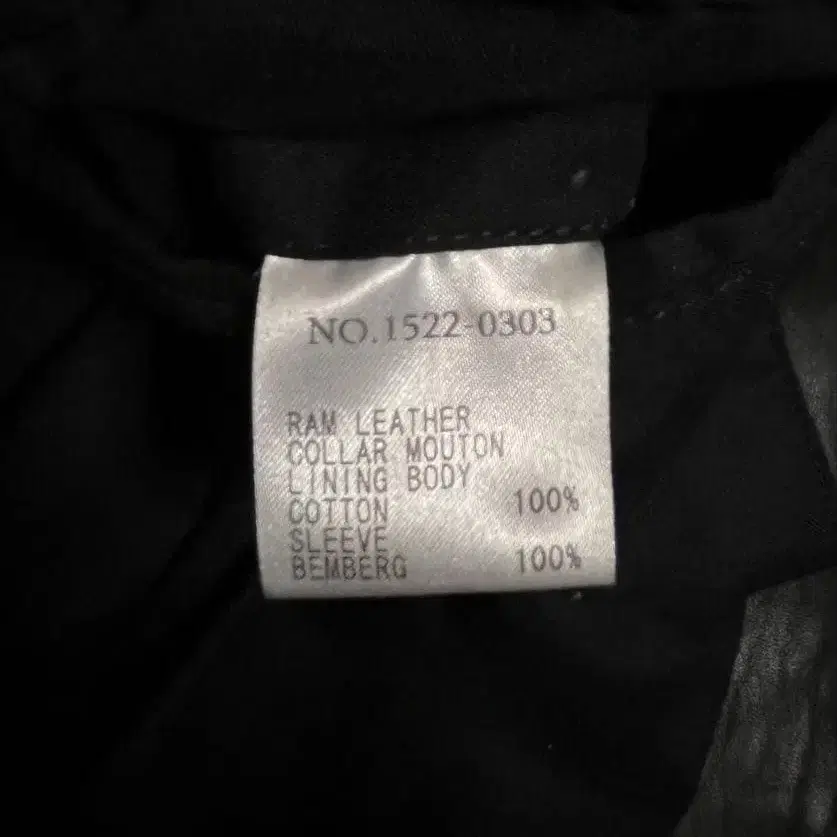 NO.1522-0303
RAM LEATHER
COLLAR MOUTON
LINING BODY
COTTON 100%
SLEEVE
BEMBERG 100%